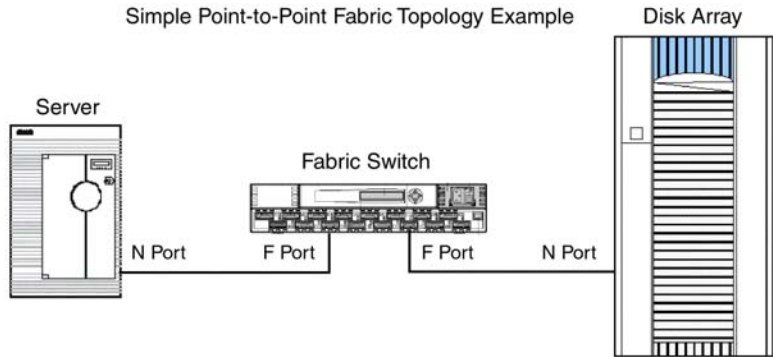 Simple Point-to-Point Fabric Topology Example
Disk Array
Server
Fabric Switch
N Port
F Port
F Port
N Port